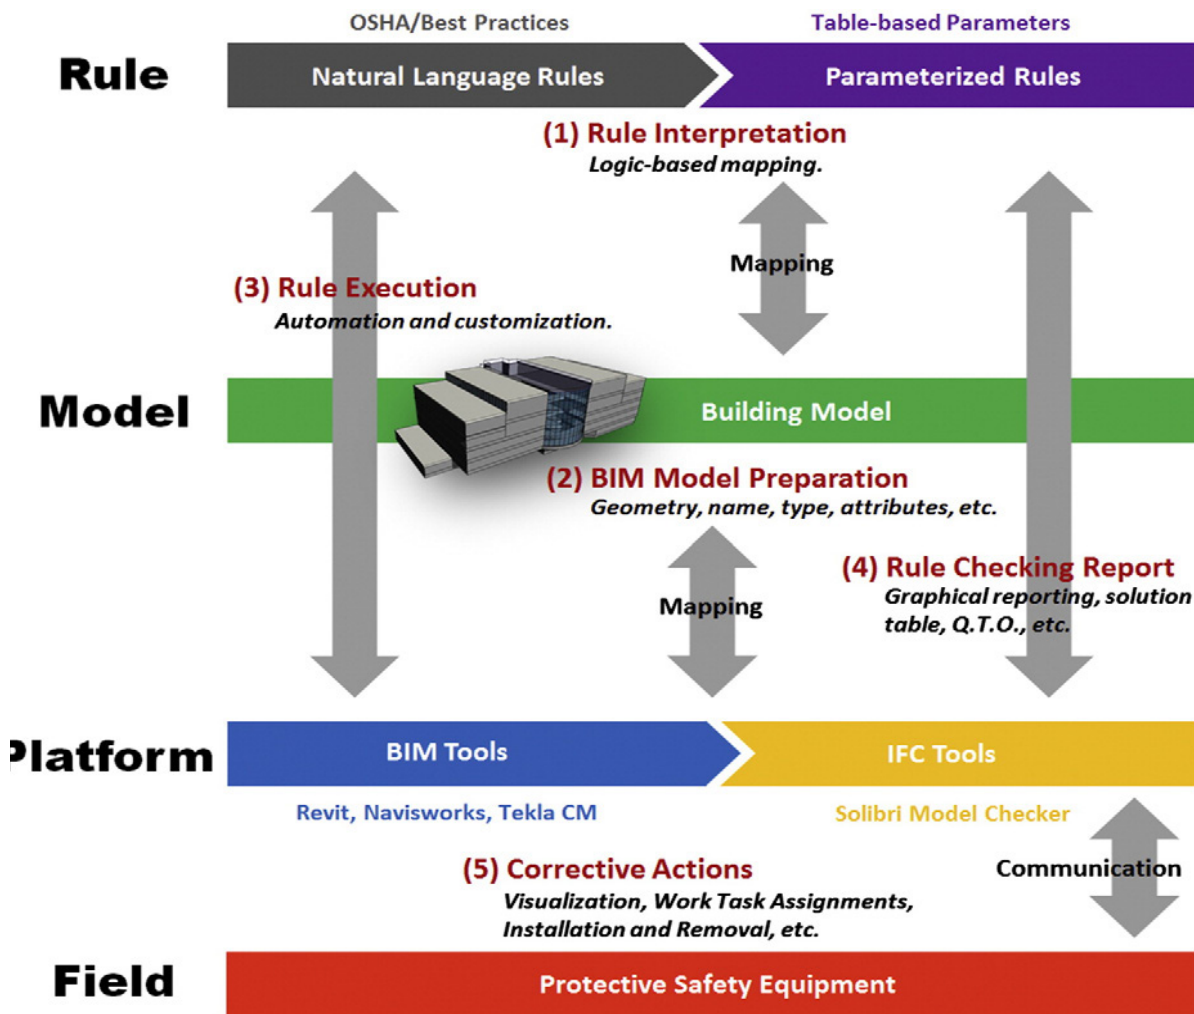 OSHA/Best Practices
Table-based Parameters
Rule
Natural Language Rules
Parameterized Rules
(1) Rule Interpretation
Logic-based mapping.
Mapping
(3) Rule Execution
Automation and customization.
Model
Building Model
(2) BIM Model Preparation
Geometry, name, type, attributes, etc.
Mapping
(4) Rule Checking Report
Graphical reporting, solution
table, Q.T.O., etc.
Platform
BIM Tools
IFC Tools
Revit, Navisworks, Tekla CM
Solibri Model Checker
(5) Corrective Actions
Communication
Visualization, Work Task Assignments,
Installation and Removal, etc.
Field
Protective Safety Equipment